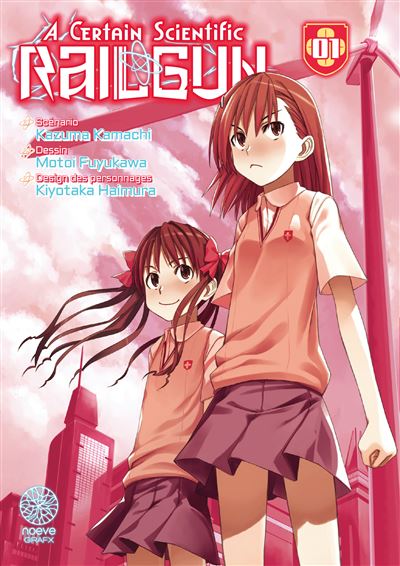 A CERTAIN SCIENTIFIC
RAILGUN
01
Scénario
Kazuma Kamachi
Dessin
Motoi Fuyukawa
Design des personnages
Kiyotaka Haimura
noeve
GRAFX